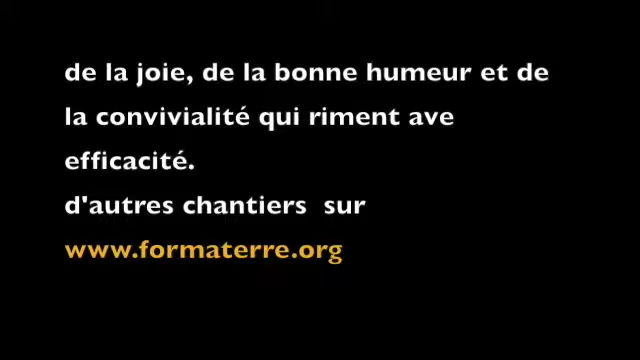 de la joie, de la bonne humeur et de
la convivialité qui riment ave
efficacité.
d'autres chantiers  sur
www.formaterre.org